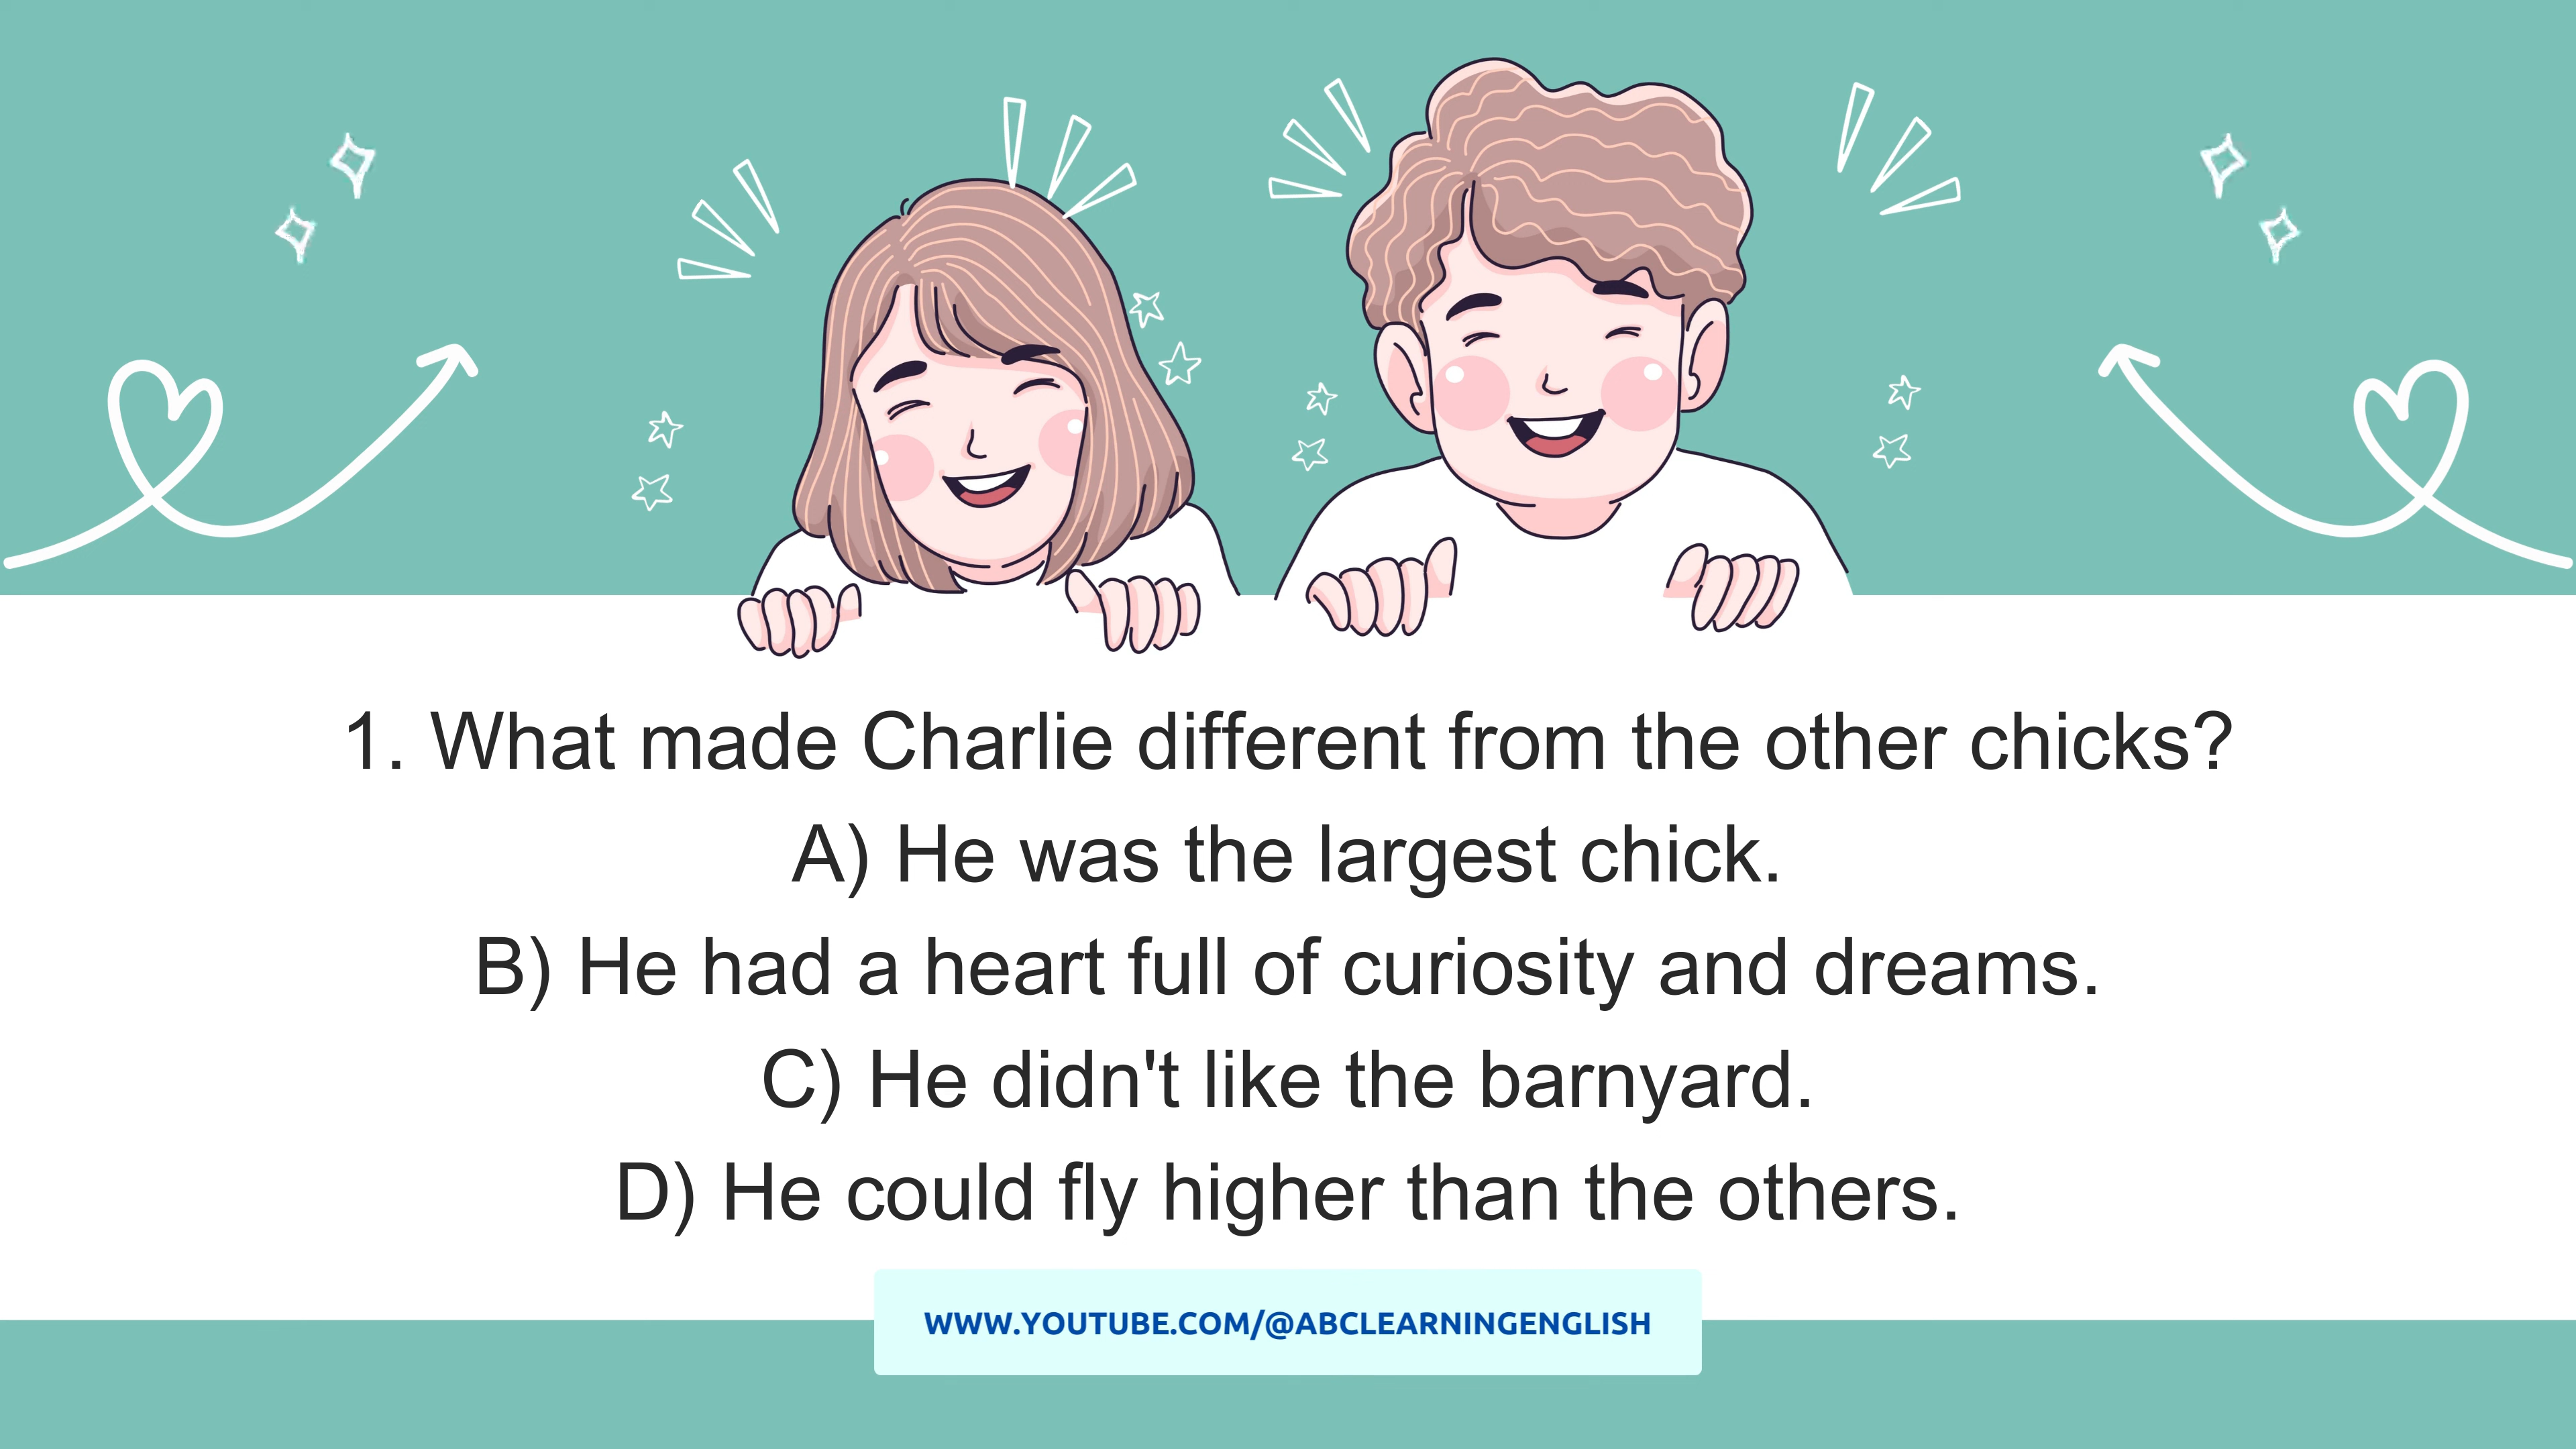 1. What made Charlie different from the other chicks?
A) He was the largest chick.
B) He had a heart full of curiosity and dreams.
C) He didn't like the barnyard.
D) He could fly higher than the others.
WWW.YOUTUBE.COM/@ABCLEARNINGENGLISH